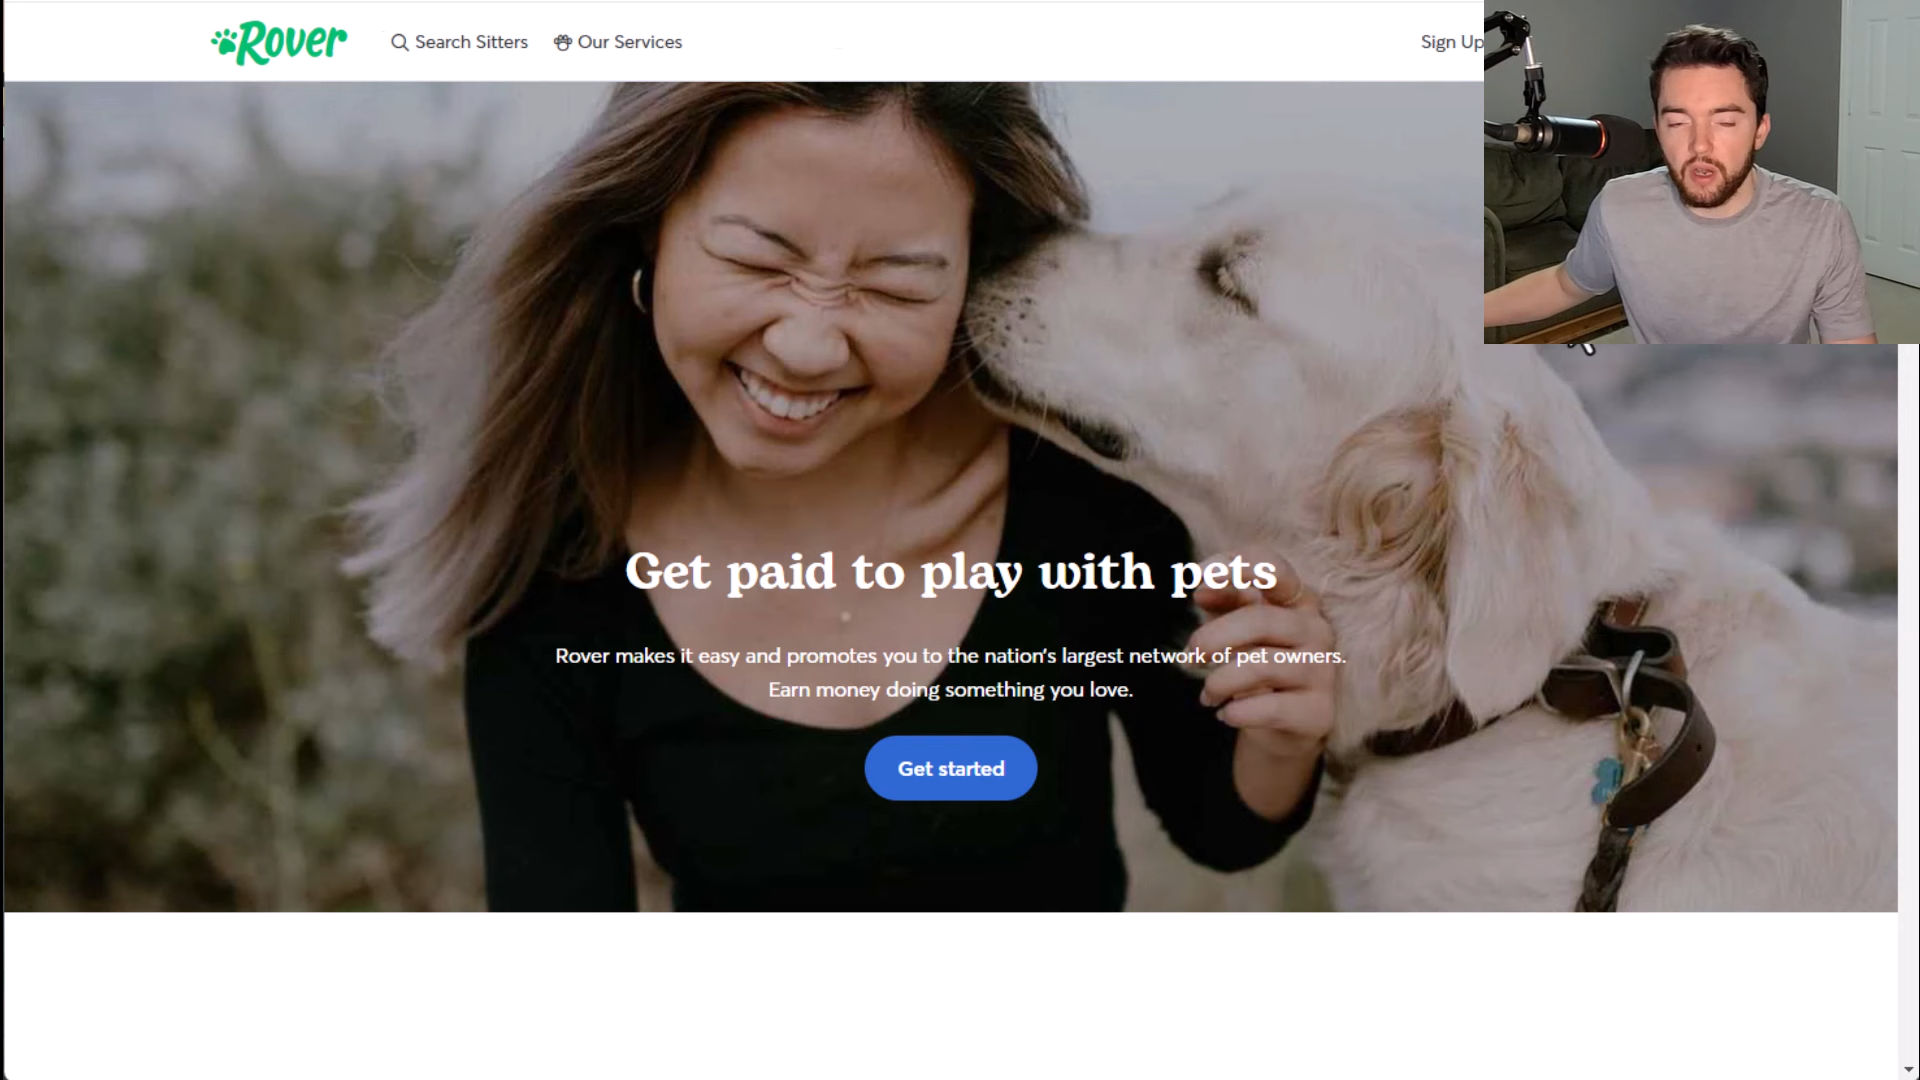 Rover
Search Sitters
Our Services
Sign Up
Get paid to play with pets
Rover makes it easy and promotes you to the nation's largest network of pet owners.
Earn money doing something you love.
Get started